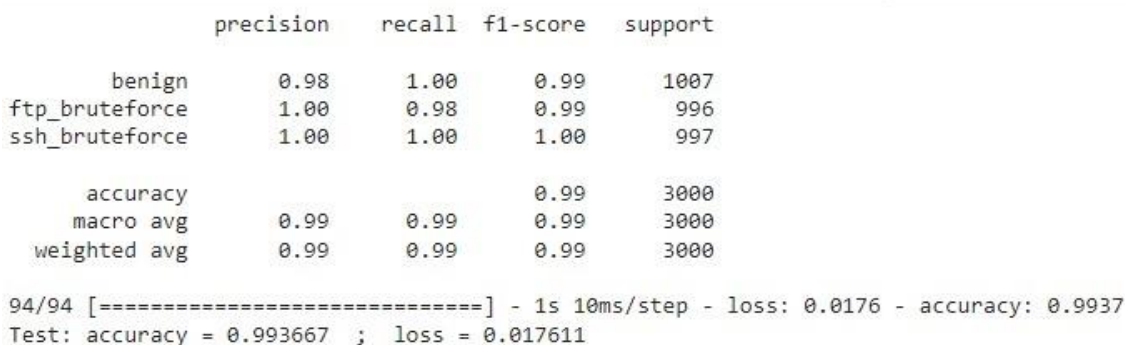 precision recall f1-score support
benign 0.98 1.00 0.99 1007
ftp_bruteforce 1.00 0.98 0.99 996
ssh_bruteforce 1.00 1.00 1.00 997
accuracy 0.99 3000
macro avg 0.99 0.99 0.99 3000
weighted avg 0.99 0.99 0.99 3000
94/94 [==============================] - 1s 10ms/step - loss: 0.0176 - accuracy: 0.9937
Test: accuracy = 0.993667 ; loss = 0.017611